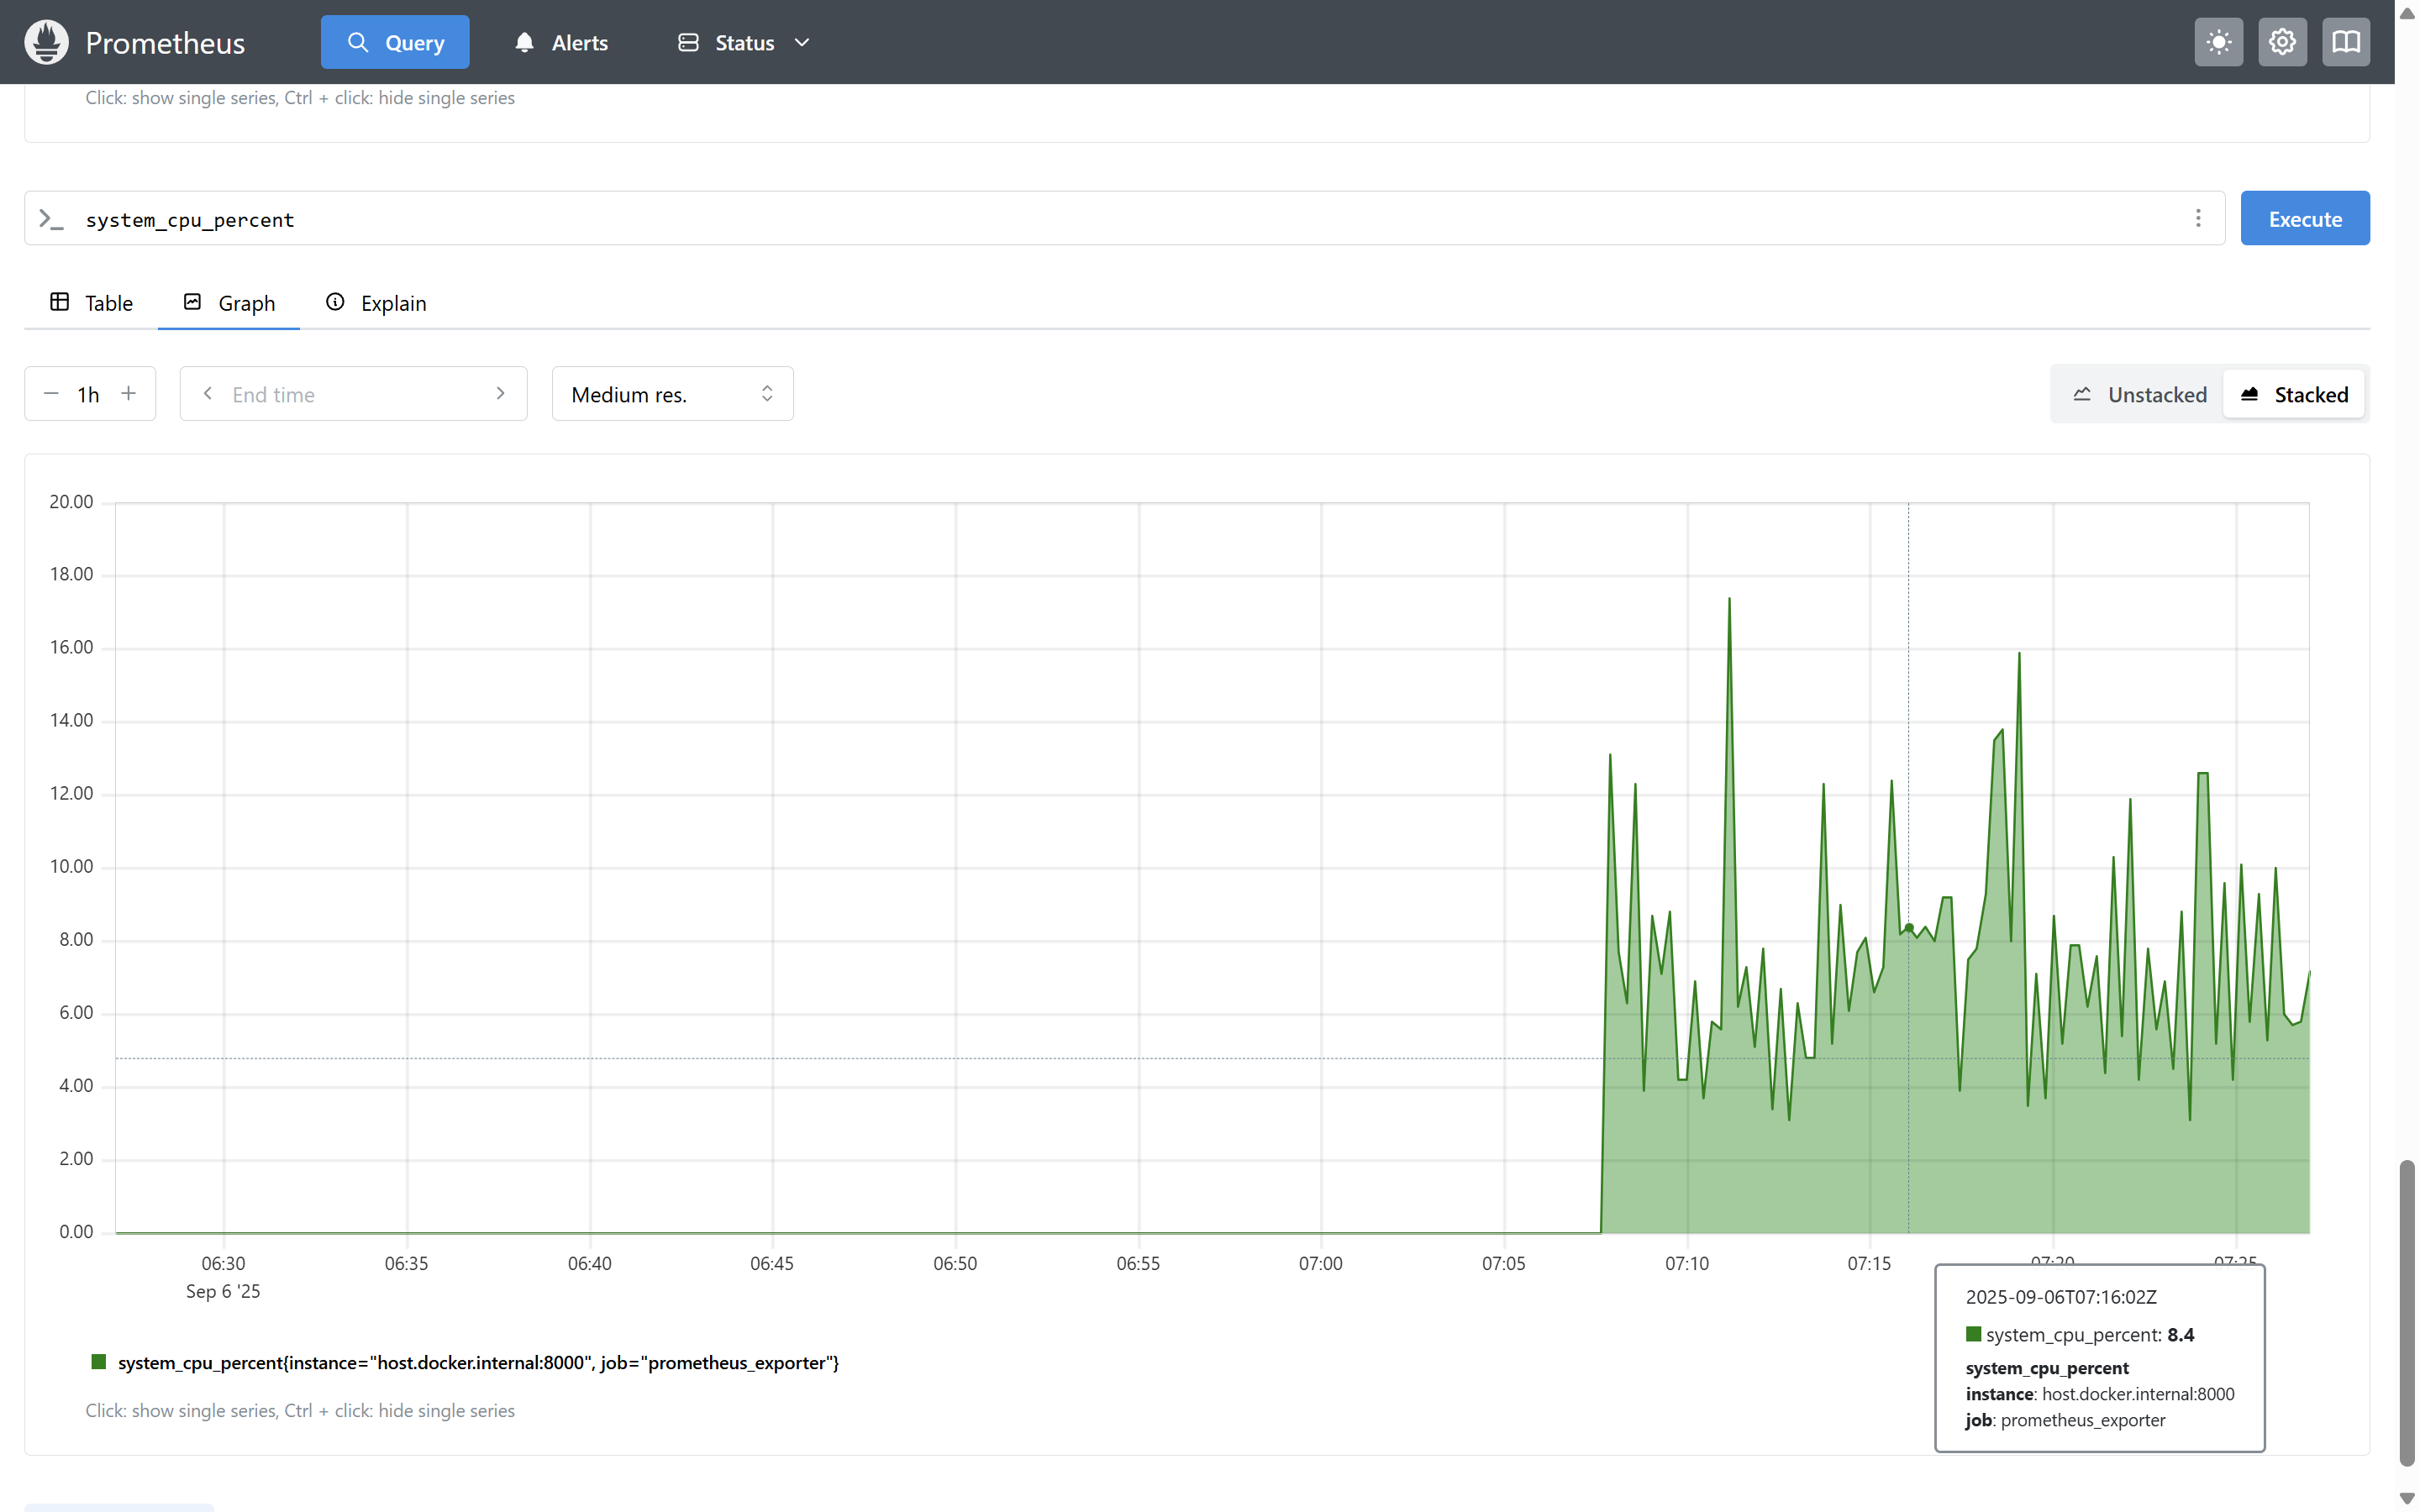 Prometheus
Query
Alerts
Status
Click: show single series, Ctrl + click: hide single series
system_cpu_percent
Execute
Table
Graph
Explain
1h
End time
Medium res.
Unstacked
Stacked
20.00
18.00
16.00
14.00
12.00
10.00
8.00
6.00
4.00
2.00
0.00
06:30
06:35
06:40
06:45
06:50
06:55
07:00
07:05
07:10
07:15
07:20
07:25
Sep 6 '25
system_cpu_percent{instance="host.docker.internal:8000", job="prometheus_exporter"}
Click: show single series, Ctrl + click: hide single series
2025-09-06T07:16:02Z
system_cpu_percent: 8.4
system_cpu_percent
instance: host.docker.internal:8000
job: prometheus_exporter